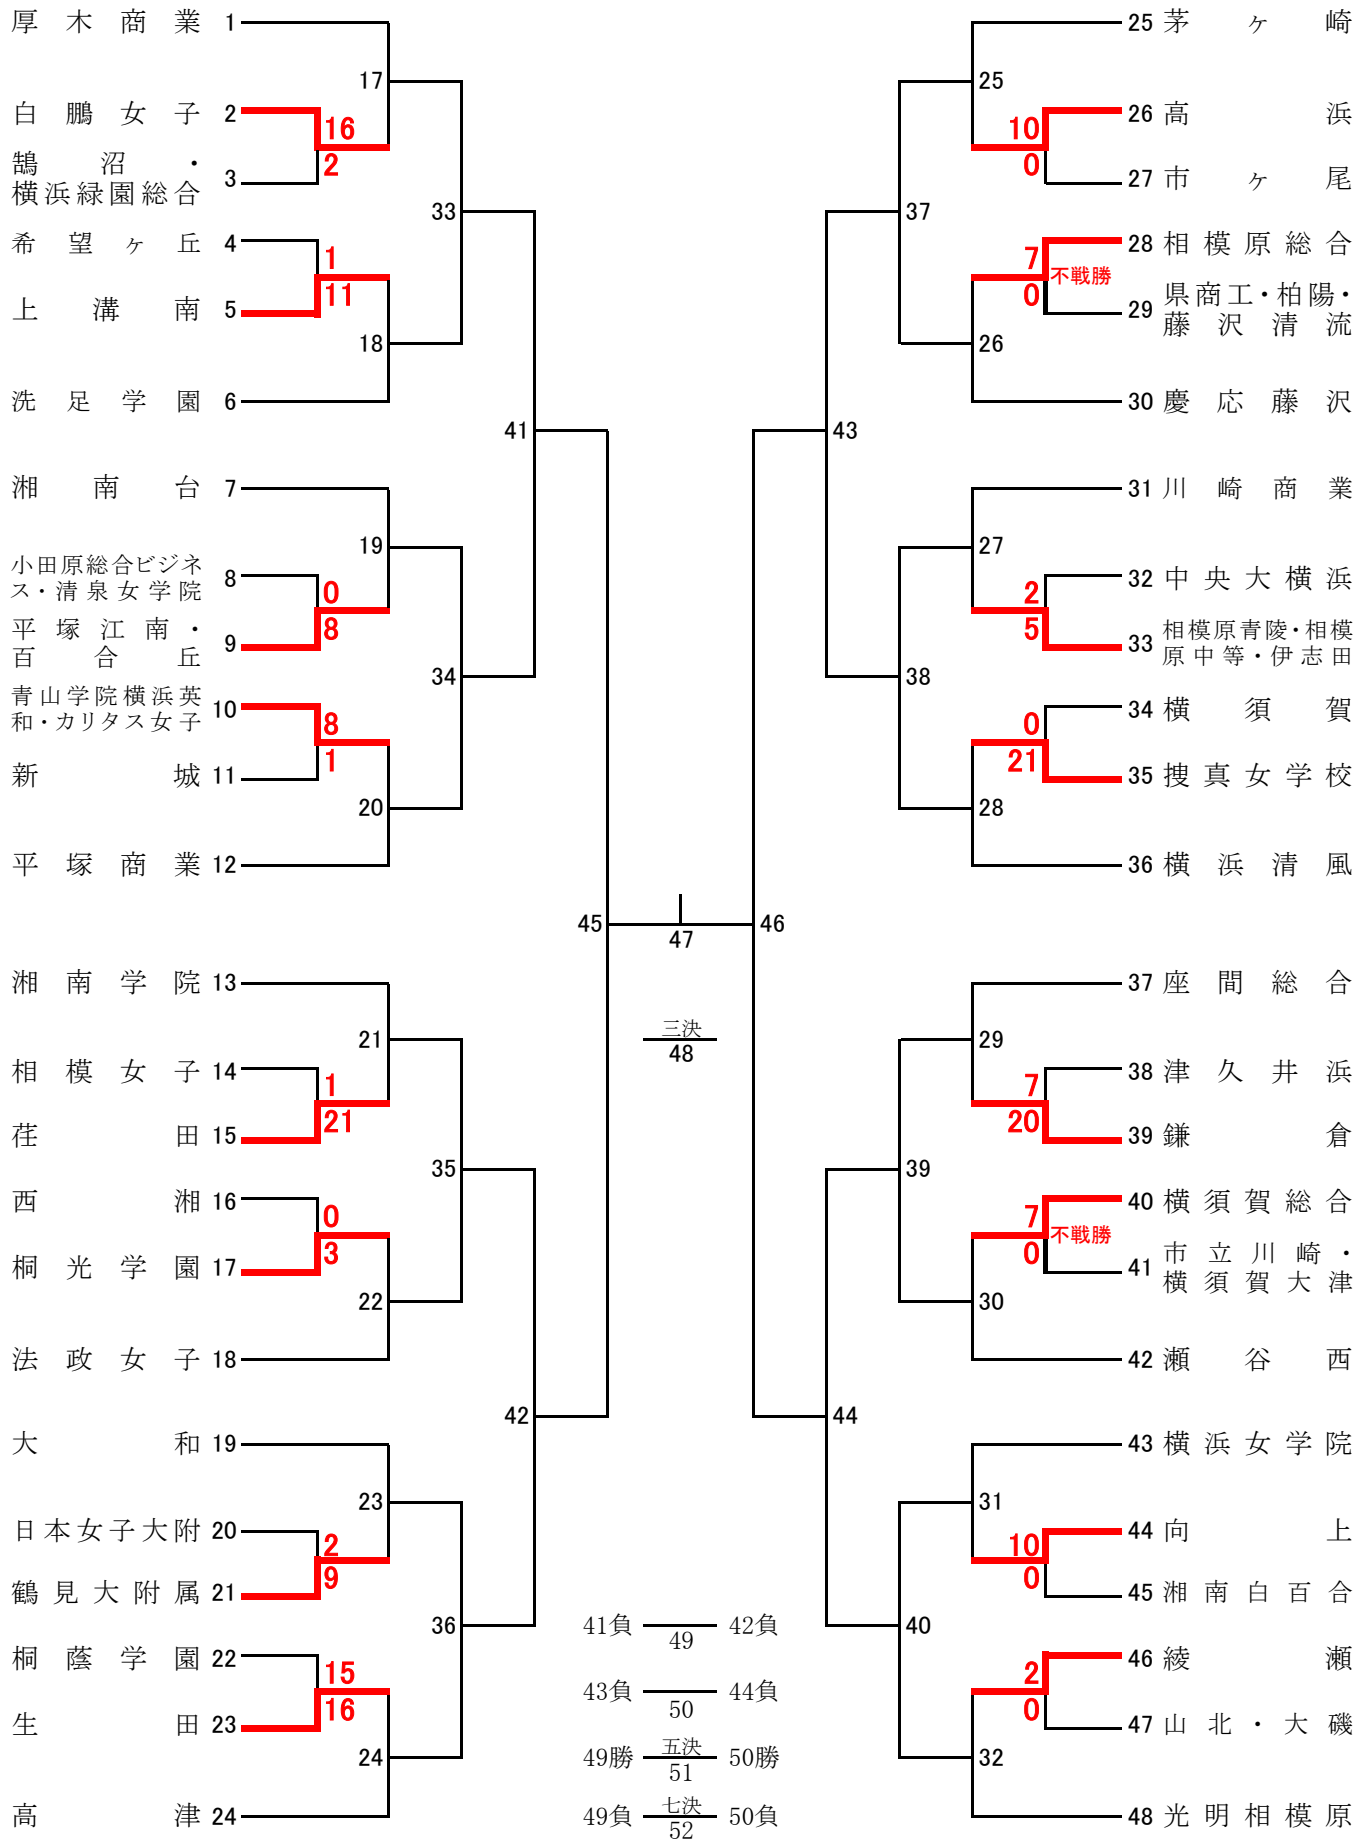 厚木商業 1
17
白鵬女子 2
16
2
鵠沼・
横浜緑園総合 3
33
希望ヶ丘 4
1
11
上溝南 5
18
洗足学園 6
41
湘南台 7
19
小田原総合ビジネ
ス・清泉女学院 8
0
8
平塚江南・
百合丘 9
34
青山学院横浜英
和・カリタス女子 10
8
1
新城 11
20
平塚商業 12
45
湘南学院 13
21
相模女子 14
1
21
荏田 15
35
西湘 16
0
3
桐光学園 17
22
法政女子 18
42
大和 19
23
日本女子大附 20
2
9
鶴見大附属 21
36
桐蔭学園 22
15
16
生田 23
24
高津 24
47
三決
48
41負 49 42負
43負 50 44負
49勝 五決 51 50勝
49負 七決 52 50負
25 茅ヶ崎
25
26 高浜
10
0
27 市ヶ尾
37
28 相模原総合
7
不戦勝
0
29 県商工・柏陽・
藤沢清流
26
30 慶応藤沢
43
31 川崎商業
27
32 中央大横浜
2
5
33 相模原青陵・相模
原中等・伊志田
38
34 横須賀
0
21
35 捜真女学校
28
36 横浜清風
46
37 座間総合
29
38 津久井浜
7
20
39 鎌倉
39
40 横須賀総合
7
不戦勝
0
41 市立川崎・
横須賀大津
30
42 瀬谷西
44
43 横浜女学院
31
44 向上
10
0
45 湘南白百合
40
46 綾瀬
2
0
47 山北・大磯
32
48 光明相模原